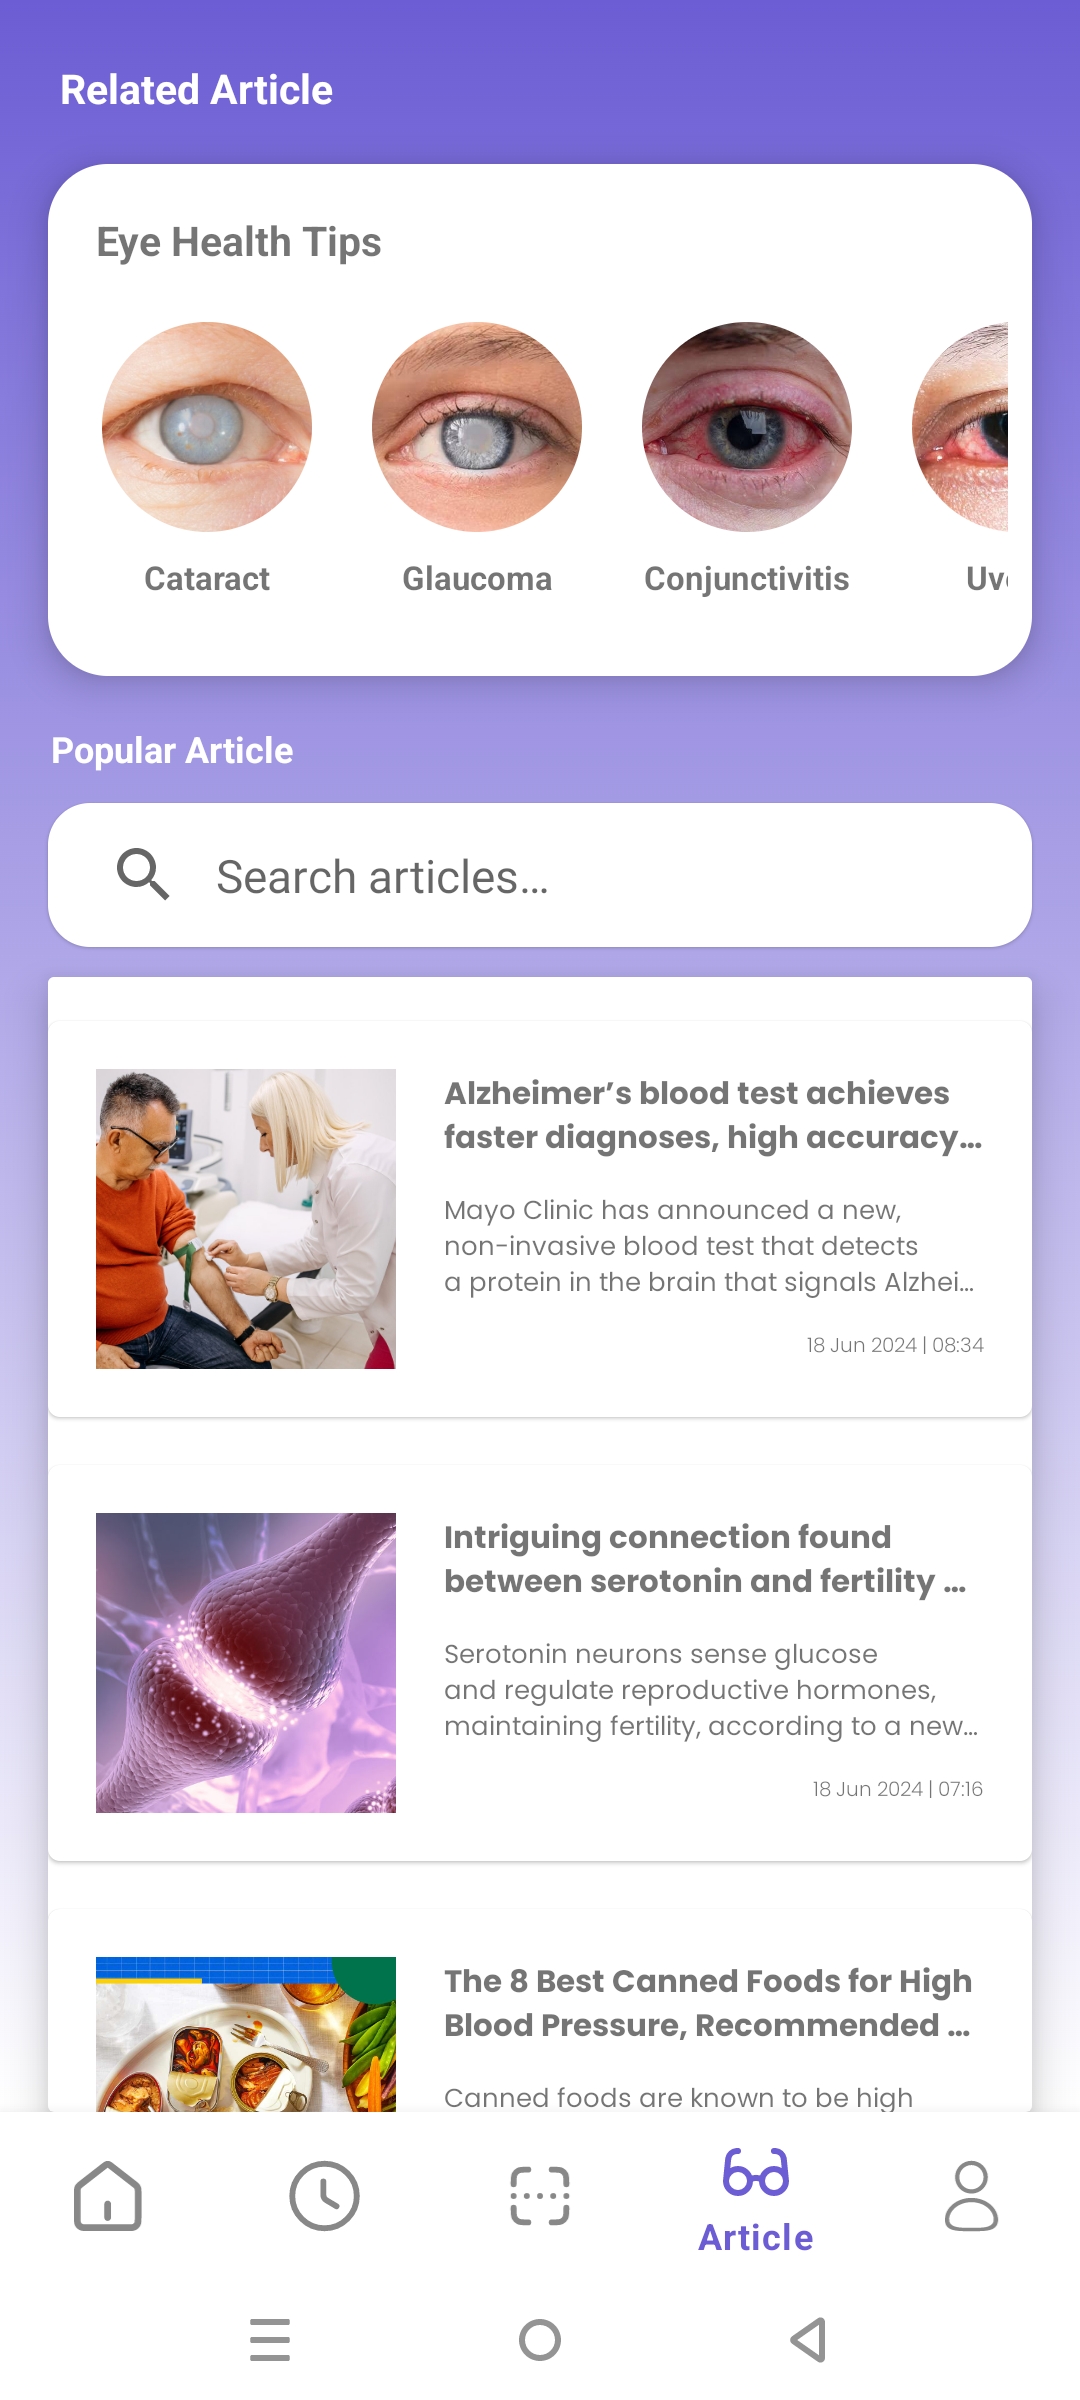 Related Article
Eye Health Tips
Cataract
Glaucoma
Conjunctivitis
Popular Article
Search articles...
Alzheimer’s blood test achieves
faster diagnoses, high accuracy...
Mayo Clinic has announced a new,
non-invasive blood test that detects
a protein in the brain that signals Alzhei...
18 Jun 2024 | 08:34
Intriguing connection found
between serotonin and fertility ...
Serotonin neurons sense glucose
and regulate reproductive hormones,
maintaining fertility, according to a new...
18 Jun 2024 | 07:16
The 8 Best Canned Foods for High
Blood Pressure, Recommended ...
Canned foods are known to be high
Article